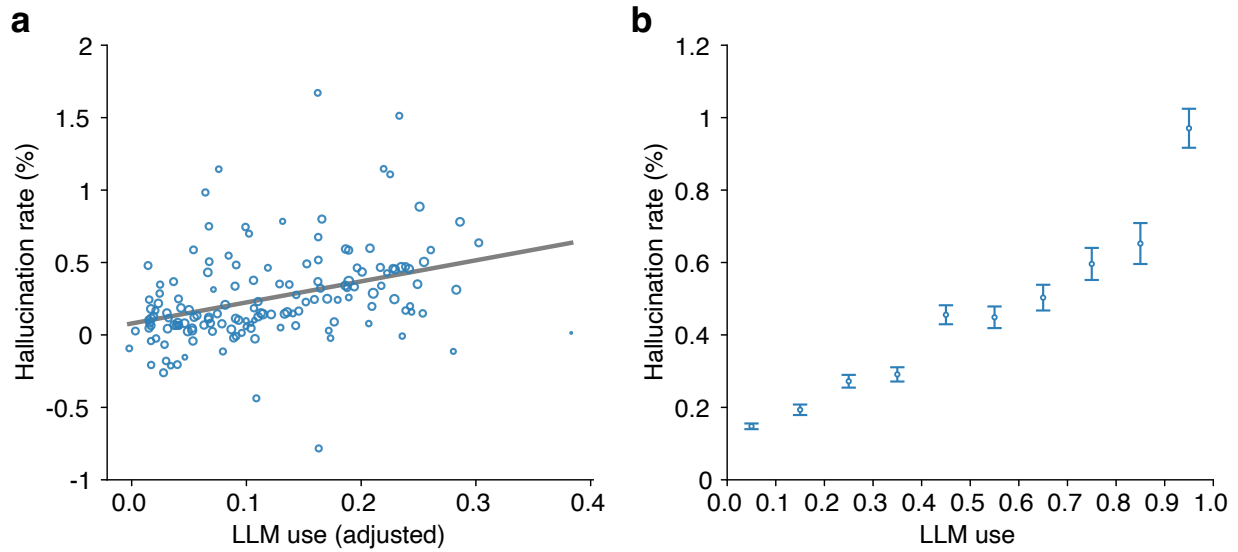 a
2
1.5
1
0.5
0
-0.5
-1
Hallucination rate (%)
0.0 0.1 0.2 0.3 0.4
LLM use (adjusted)
b
1.2
1
0.8
0.6
0.4
0.2
0
Hallucination rate (%)
0.0 0.1 0.2 0.3 0.4 0.5 0.6 0.7 0.8 0.9 1.0
LLM use